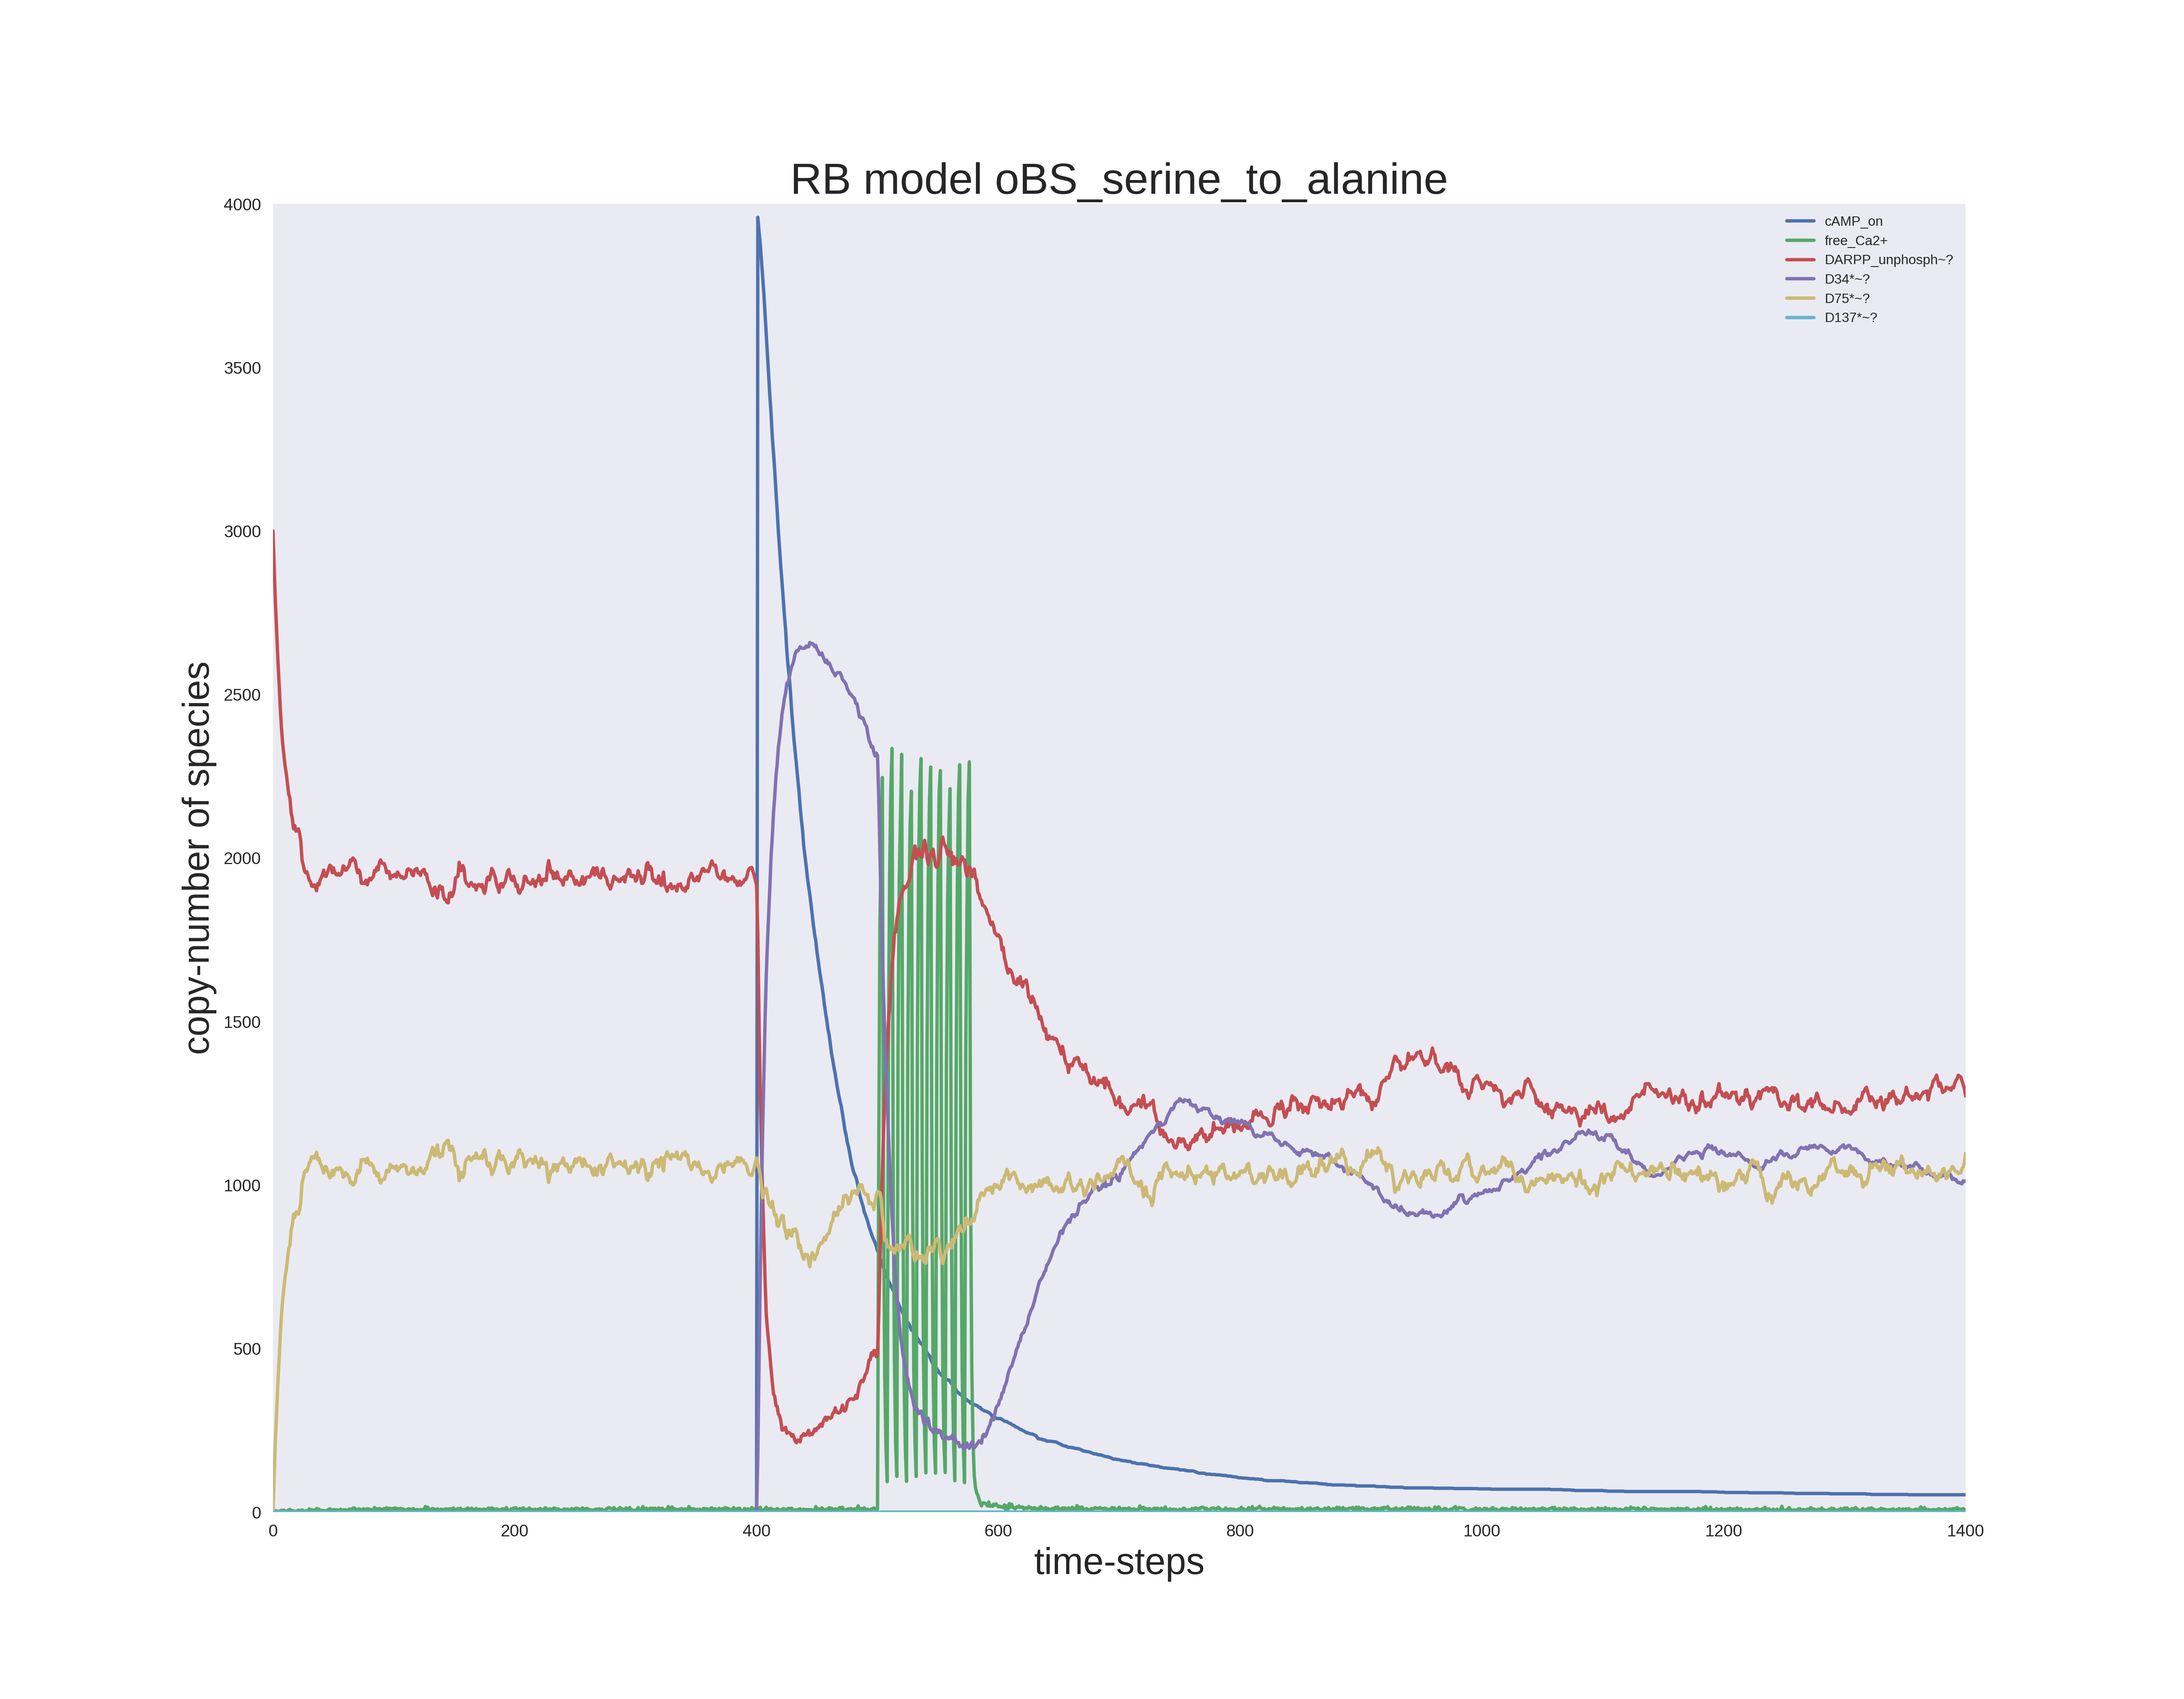 RB model oBS_serine_to_alanine
4000
3500
3000
2500
2000
1500
1000
500
0
copy-number of species
cAMP_on
free_Ca2+
DARPP_unphosph~?
D34*~?
D75*~?
D137*~?
0 200 400 600 800 1000 1200 1400
time-steps